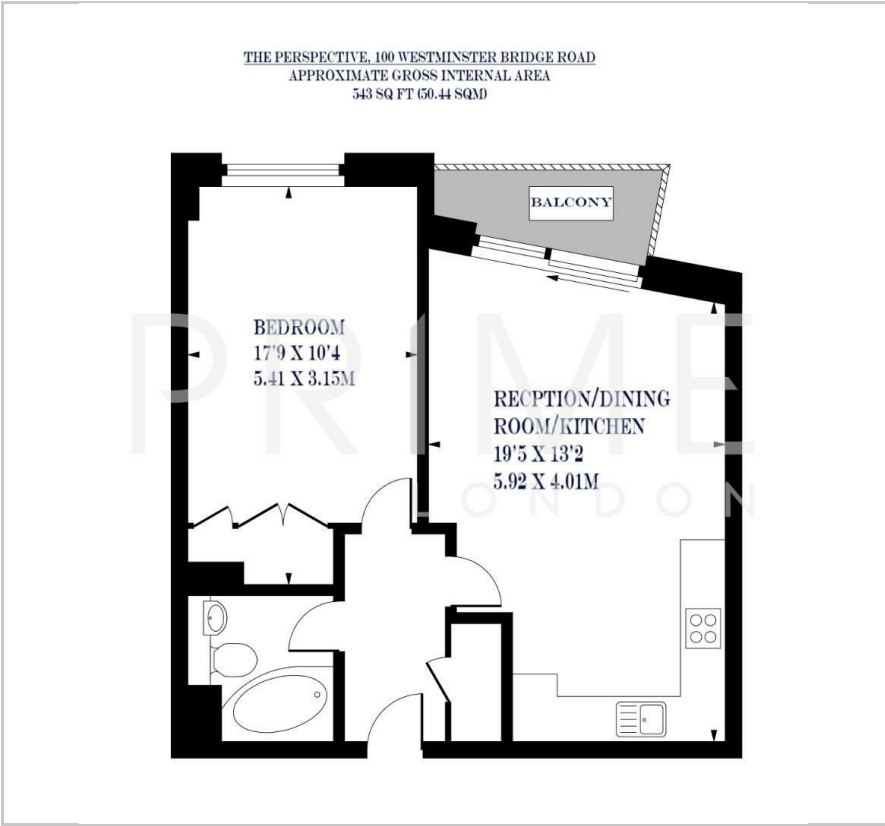 THE PERSPECTIVE, 100 WESTMINSTER BRIDGE ROAD
APPROXIMATE GROSS INTERNAL AREA
543 SQ FT (50.44 SQM)
BALCONY
BEDROOM
17'9 X 10'4
5.41 X 3.15M
RECPTION/DINING
ROOM/KITCHEN
19'5 X 13'2
5.92 X 4.01M
PRIME
LONDON